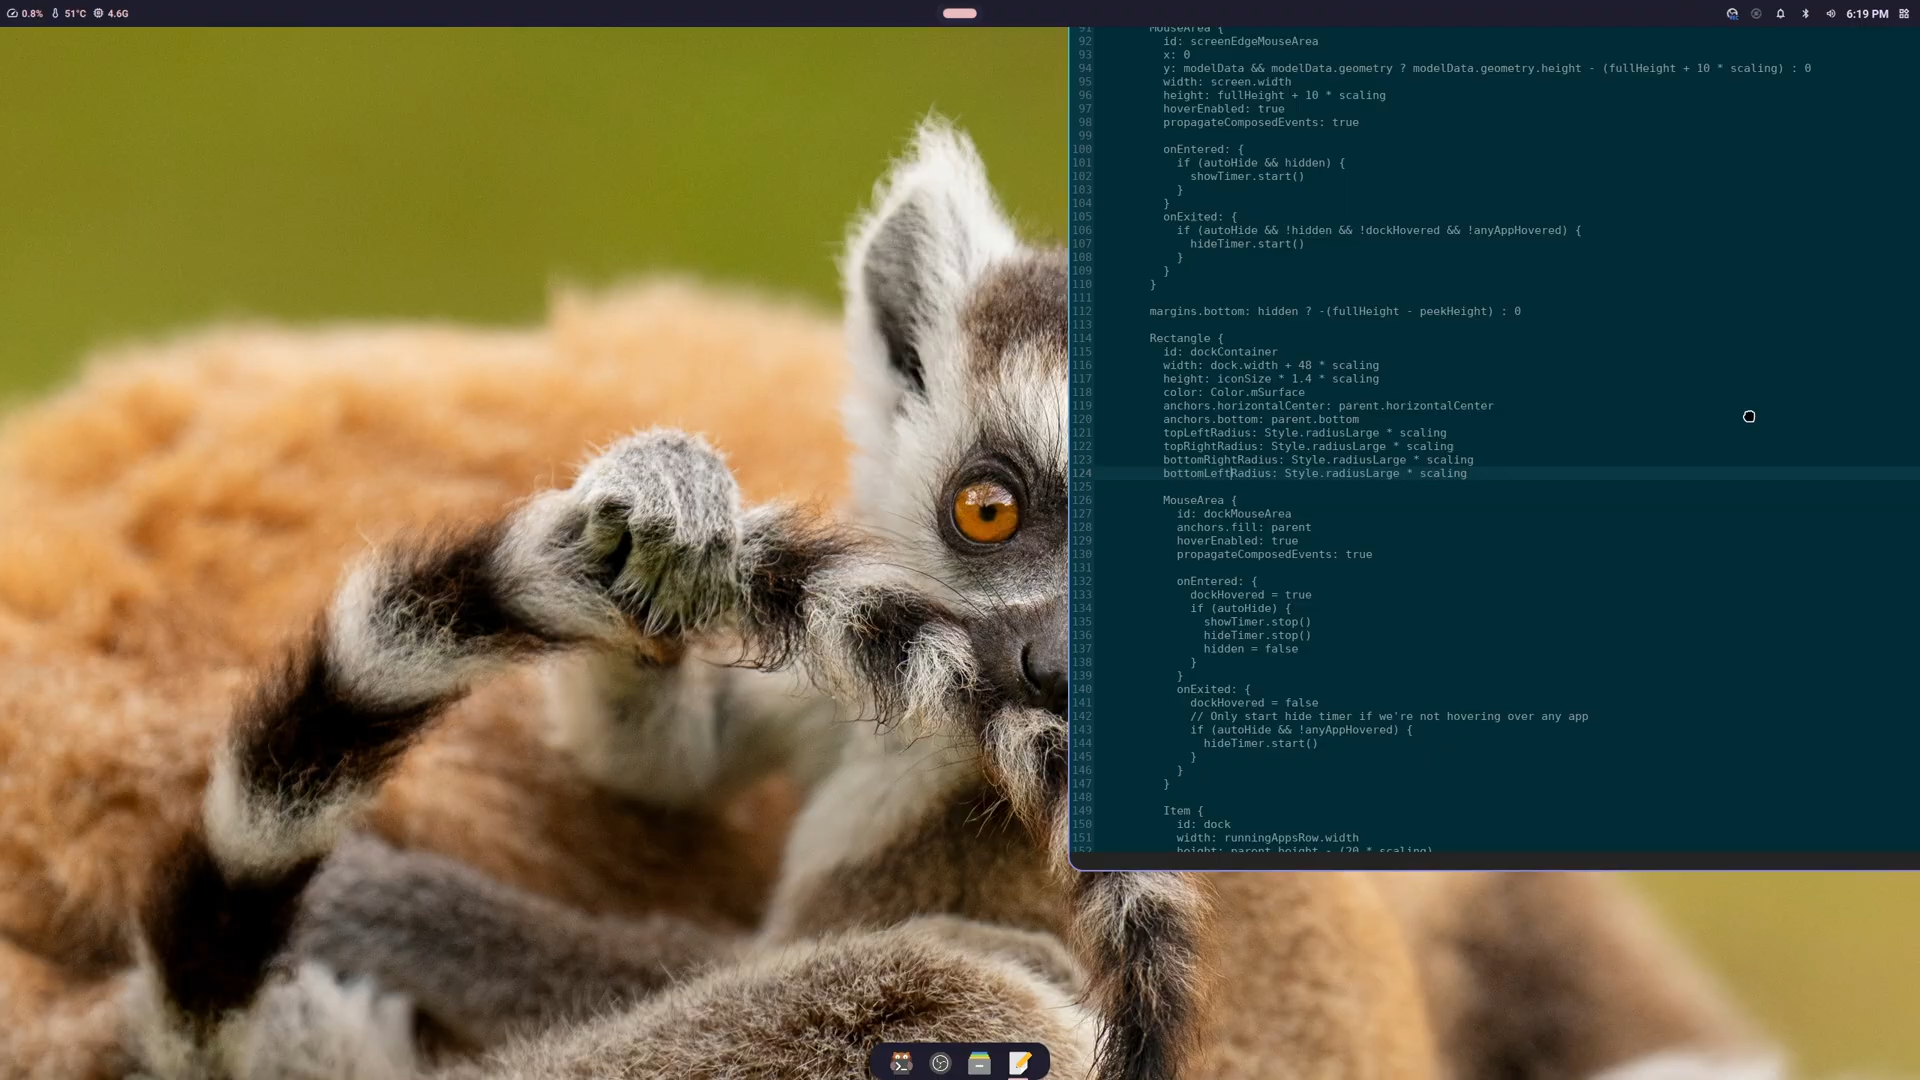 0.8% 51°C 4.6G
6:19 PM
91 MouseArea {
92 id: screenEdgeMouseArea
93 x: 0
94 y: modelData && modelData.geometry ? modelData.geometry.height - (fullHeight + 10 * scaling) : 0
95 width: screen.width
96 height: fullHeight + 10 * scaling
97 hoverEnabled: true
98 propagateComposedEvents: true
99
100 onEntered: {
101 if (autoHide && hidden) {
102 showTimer.start()
103 }
104 }
105 onExited: {
106 if (autoHide && !hidden && !dockHovered && !anyAppHovered) {
107 hideTimer.start()
108 }
109 }
110 }
111
112 margins.bottom: hidden ? -(fullHeight - peekHeight) : 0
113
114 Rectangle {
115 id: dockContainer
116 width: dock.width + 48 * scaling
117 height: iconSize * 1.4 * scaling
118 color: Color.mSurface
119 anchors.horizontalCenter: parent.horizontalCenter
120 anchors.bottom: parent.bottom
121 topLeftRadius: Style.radiusLarge * scaling
122 topRightRadius: Style.radiusLarge * scaling
123 bottomRightRadius: Style.radiusLarge * scaling
124 bottomLeftRadius: Style.radiusLarge * scaling
125
126 MouseArea {
127 id: dockMouseArea
128 anchors.fill: parent
129 hoverEnabled: true
130 propagateComposedEvents: true
131
132 onEntered: {
133 dockHovered = true
134 if (autoHide) {
135 showTimer.stop()
136 hideTimer.stop()
137 hidden = false
138 }
139 }
140 onExited: {
141 dockHovered = false
142 // Only start hide timer if we're not hovering over any app
143 if (autoHide && !anyAppHovered) {
144 hideTimer.start()
145 }
146 }
147 }
148
149 Item {
150 id: dock
151 width: runningAppsRow.width
152 height: parent.height - (20 * scaling)